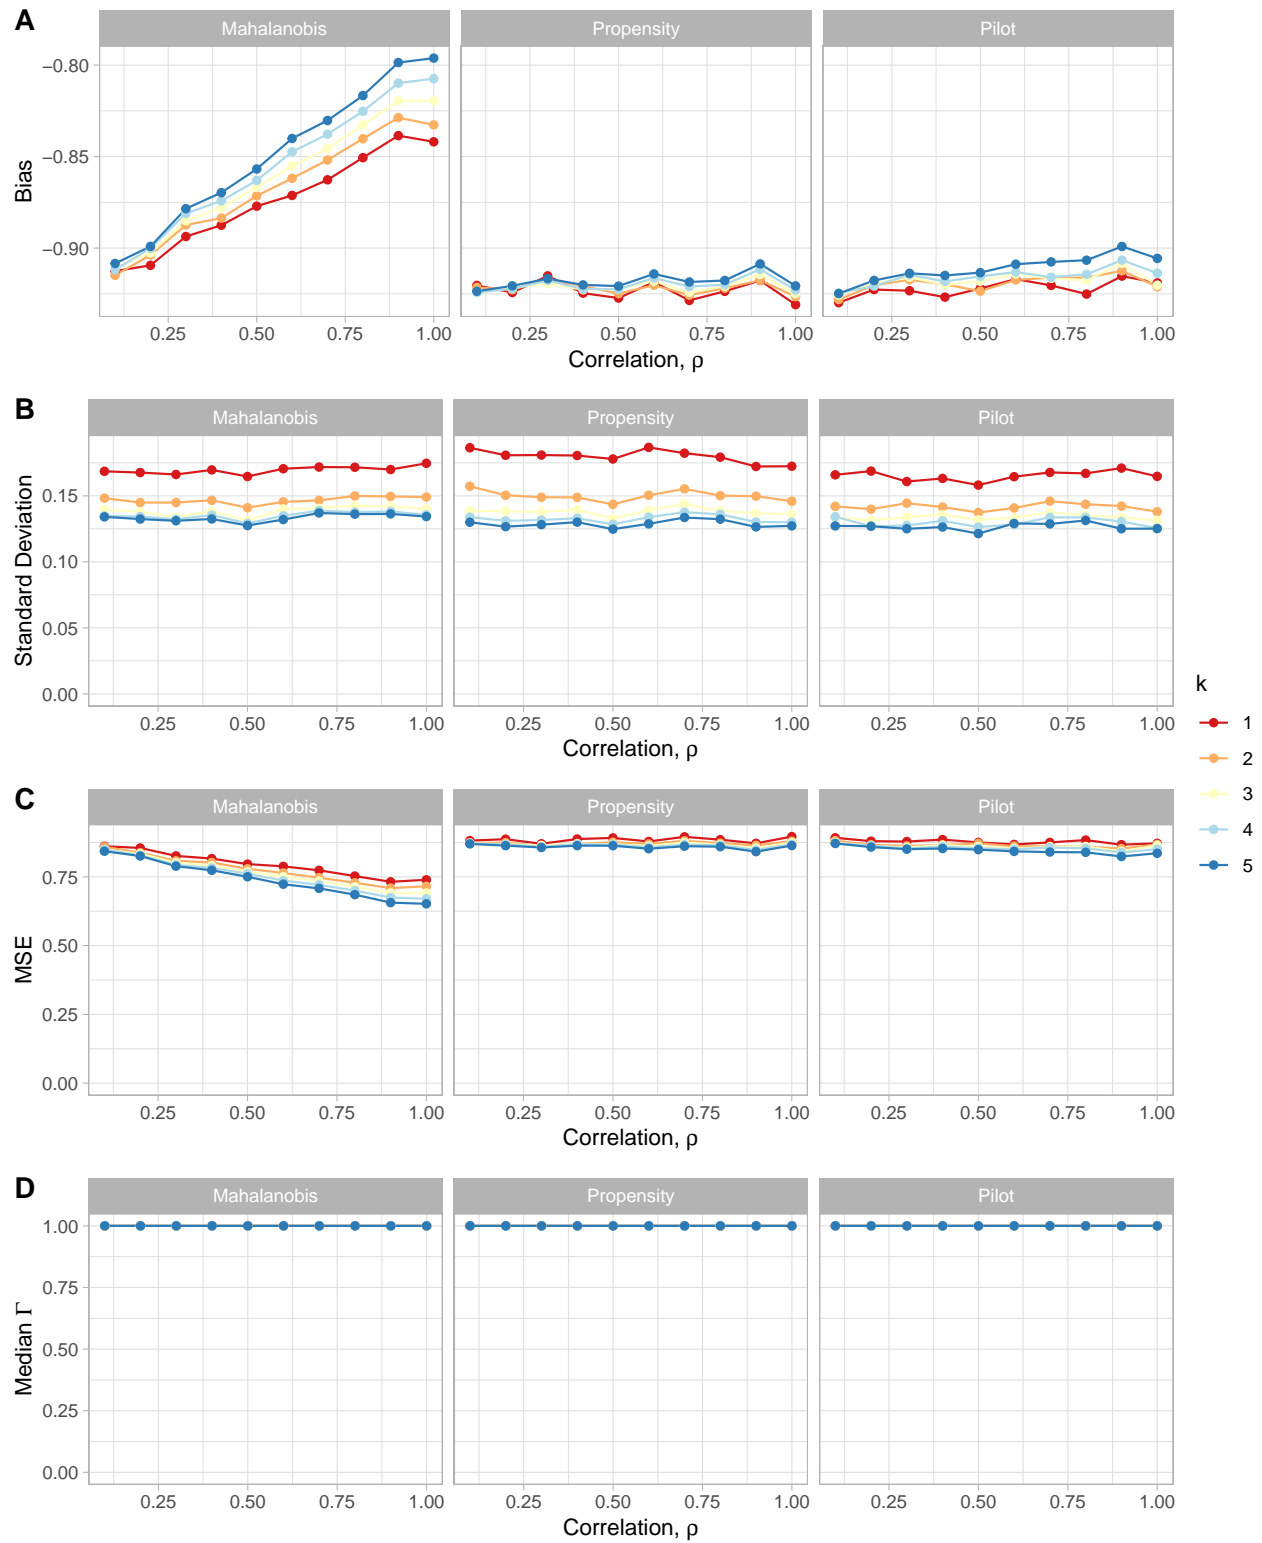 A
Mahalanobis Propensity Pilot
−0.80
−0.85
−0.90
Bias
0.25 0.50 0.75 1.00 0.25 0.50 0.75 1.00 0.25 0.50 0.75 1.00
Correlation, ρ
B
Mahalanobis Propensity Pilot
0.15
0.10
0.05
0.00
Standard Deviation
0.25 0.50 0.75 1.00 0.25 0.50 0.75 1.00 0.25 0.50 0.75 1.00
Correlation, ρ
k
1
2
3
4
5
C
Mahalanobis Propensity Pilot
0.75
0.50
0.25
0.00
MSE
0.25 0.50 0.75 1.00 0.25 0.50 0.75 1.00 0.25 0.50 0.75 1.00
Correlation, ρ
D
Mahalanobis Propensity Pilot
1.00
0.75
0.50
0.25
0.00
Median Γ
0.25 0.50 0.75 1.00 0.25 0.50 0.75 1.00 0.25 0.50 0.75 1.00
Correlation, ρ